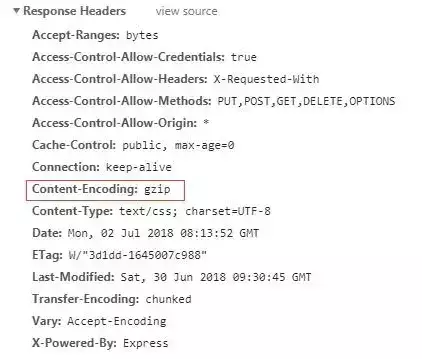 Response Headers view source
Accept-Ranges: bytes
Access-Control-Allow-Credentials: true
Access-Control-Allow-Headers: X-Requested-With
Access-Control-Allow-Methods: PUT,POST,GET,DELETE,OPTIONS
Access-Control-Allow-Origin: *
Cache-Control: public, max-age=0
Connection: keep-alive
Content-Encoding: gzip
Content-Type: text/css; charset=UTF-8
Date: Mon, 02 Jul 2018 08:13:52 GMT
ETag: W/"3d1dd-1645007c988"
Last-Modified: Sat, 30 Jun 2018 09:30:45 GMT
Transfer-Encoding: chunked
Vary: Accept-Encoding
X-Powered-By: Express